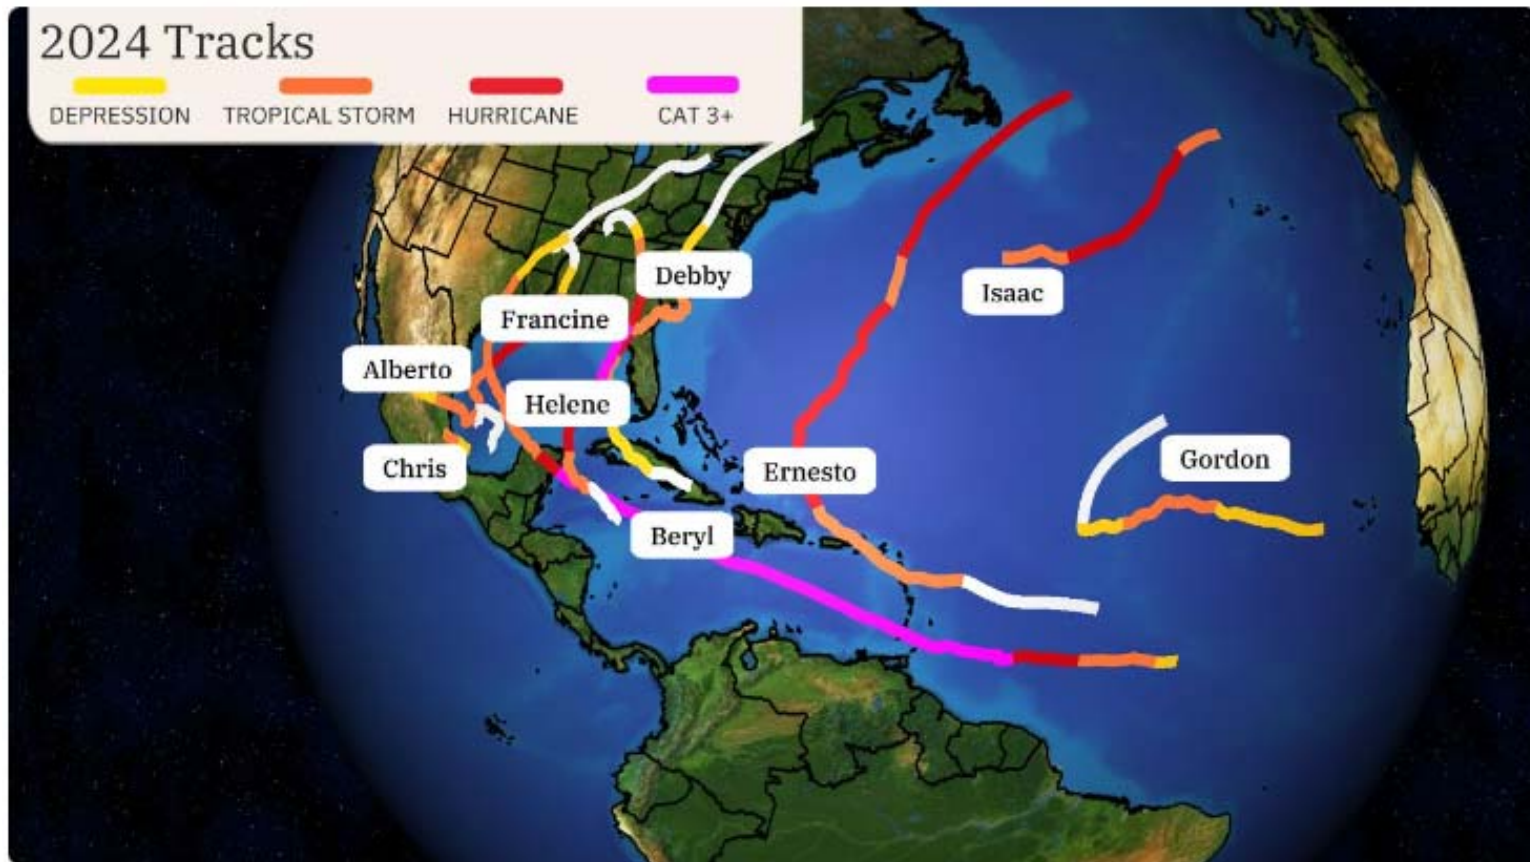 2024 Tracks
DEPRESSION TROPICAL STORM HURRICANE CAT 3+
Debby
Isaac
Francine
Alberto
Helene
Chris
Ernesto
Gordon
Beryl